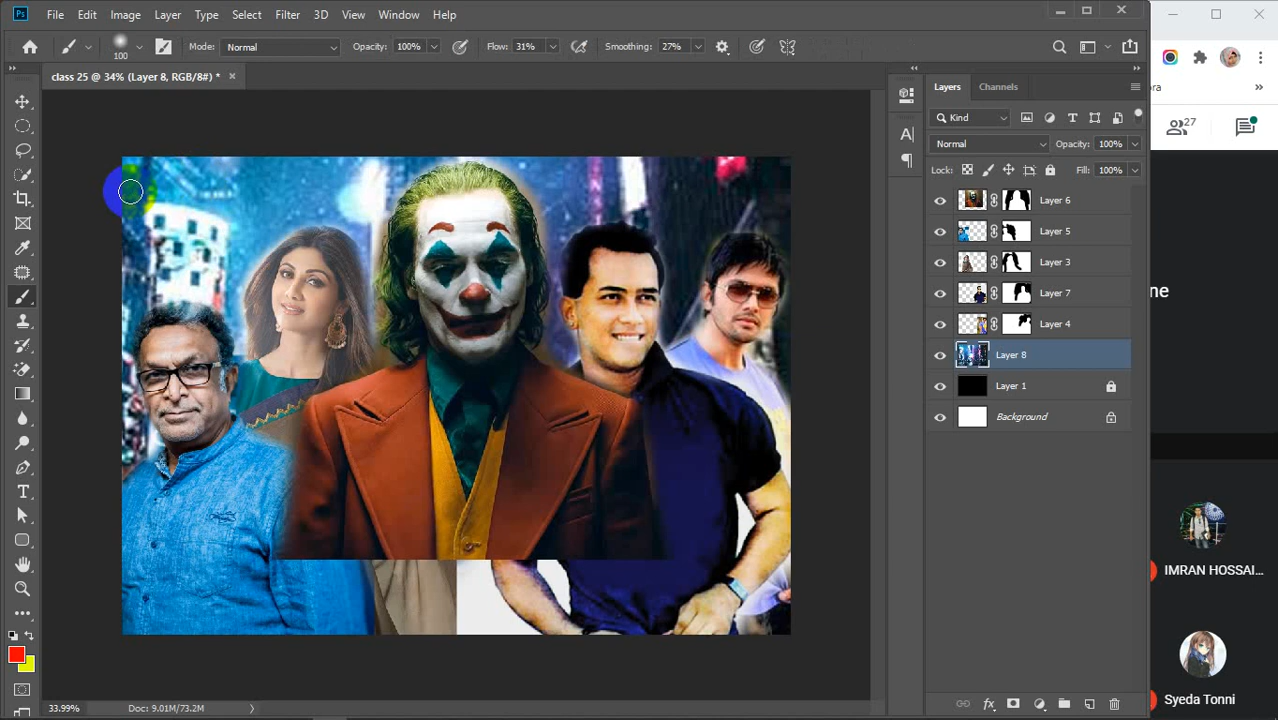 Ps File Edit Image Layer Type Select Filter 3D View Window Help
100 Mode: Normal Opacity: 100% Flow: 31% Smoothing: 27%
class 25 @ 34% (Layer 8, RGB/8#) * ×
Layers Channels
Kind
Normal Opacity: 100%
Lock: Fill: 100%
Layer 6
Layer 5
Layer 3
Layer 7
Layer 4
Layer 8
Layer 1
Background
33.99% Doc: 9.01M/73.2M
ora
27
ne
IMRAN HOSSAI...
Syeda Tonni